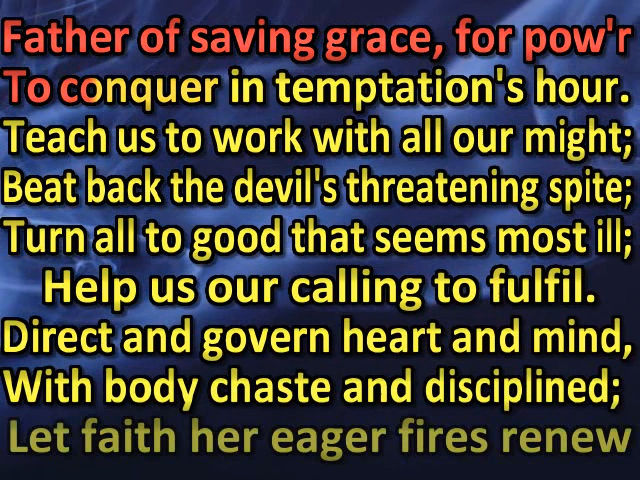 Father of saving grace, for pow'r
To conquer in temptation's hour.
Teach us to work with all our might;
Beat back the devil's threatening spite;
Turn all to good that seems most ill;
Help us our calling to fulfil.
Direct and govern heart and mind,
With body chaste and disciplined;
Let faith her eager fires renew